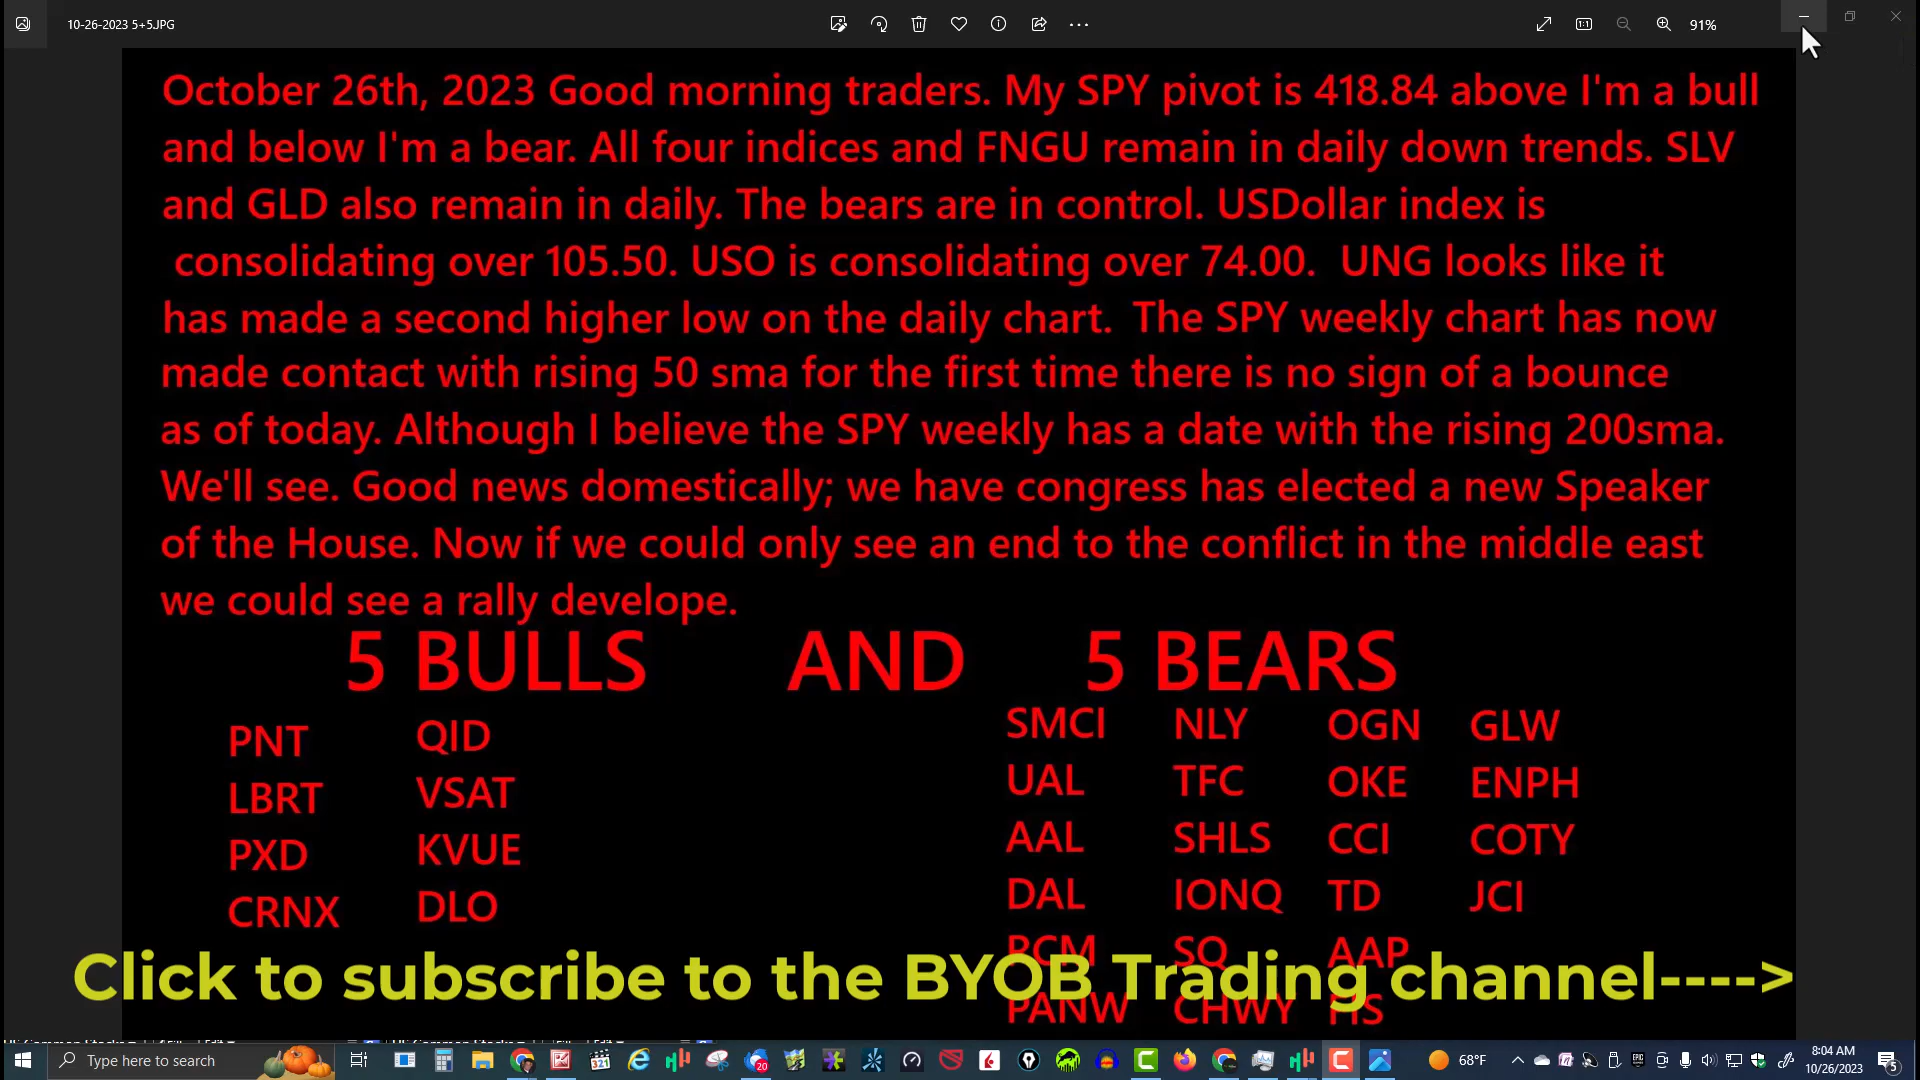 10-26-2023 5+5.JPG
91%
October 26th, 2023 Good morning traders. My SPY pivot is 418.84 above I'm a bull
and below I'm a bear. All four indices and FNGU remain in daily down trends. SLV
and GLD also remain in daily. The bears are in control. USDollar index is
consolidating over 105.50. USO is consolidating over 74.00. UNG looks like it
has made a second higher low on the daily chart. The SPY weekly chart has now
made contact with rising 50 sma for the first time there is no sign of a bounce
as of today. Although I believe the SPY weekly has a date with the rising 200sma.
We'll see. Good news domestically; we have congress has elected a new Speaker
of the House. Now if we could only see an end to the conflict in the middle east
we could see a rally develope.
5 BULLS AND 5 BEARS
PNT QID SMCI NLY OGN GLW
LBRT VSAT UAL TFC OKE ENPH
PXD KVUE AAL SHLS CCI COTY
CRNX DLO DAL IONQ TD JCI
SQ AAP
Click to subscribe to the BYOB Trading channel---->
PANW CHWY
Type here to search
20
68°F
8:04 AM
10/26/2023
5